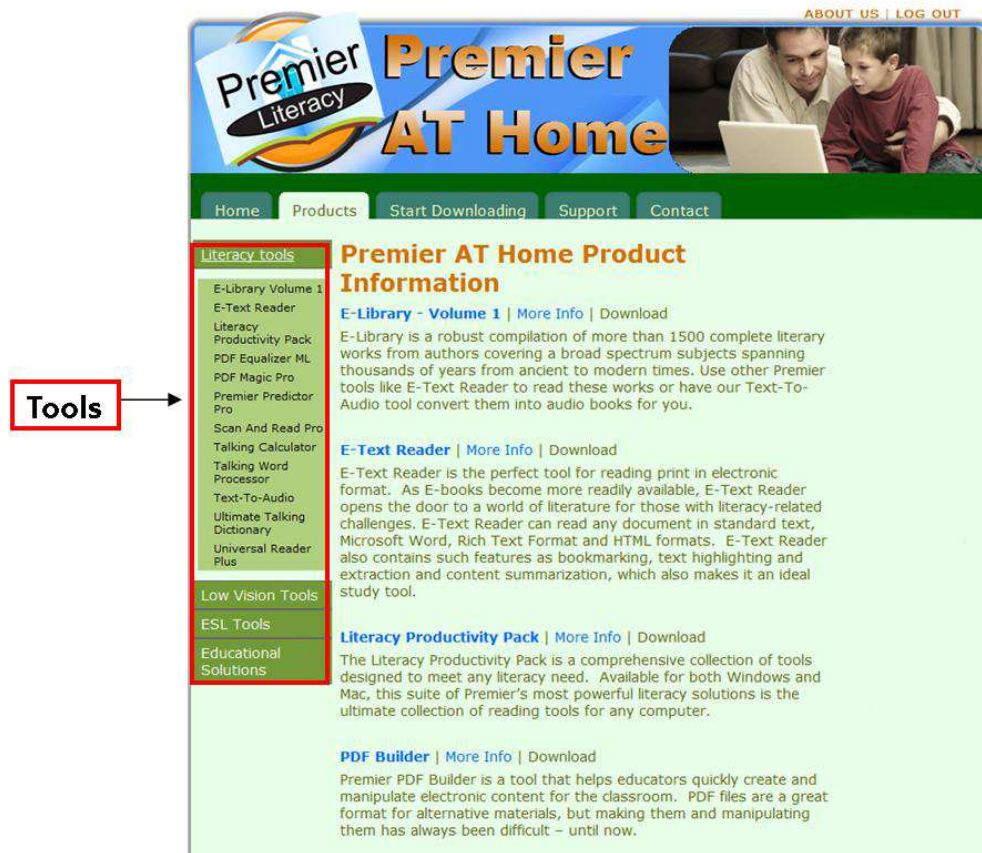 ABOUT US | LOG OUT
Premier
Literacy
Premier
AT Home
Home
Products
Start Downloading
Support
Contact
Tools
Literacy tools
E-Library Volume 1
E-Text Reader
Literacy
Productivity Pack
PDF Equalizer ML
PDF Magic Pro
Premier Predictor
Pro
Scan And Read Pro
Talking Calculator
Talking Word
Processor
Text-To-Audio
Ultimate Talking
Dictionary
Universal Reader
Plus
Low Vision Tools
ESL Tools
Educational
Solutions
Premier AT Home Product
Information
E-Library - Volume 1 | More Info | Download
E-Library is a robust compilation of more than 1500 complete literary
works from authors covering a broad spectrum subjects spanning
thousands of years from ancient to modern times. Use other Premier
tools like E-Text Reader to read these works or have our Text-To-
Audio tool convert them into audio books for you.
E-Text Reader | More Info | Download
E-Text Reader is the perfect tool for reading print in electronic
format. As E-books become more readily available, E-Text Reader
opens the door to a world of literature for those with literacy-related
challenges. E-Text Reader can read any document in standard text,
Microsoft Word, Rich Text Format and HTML formats. E-Text Reader
also contains such features as bookmarking, text highlighting and
extraction and content summarization, which also makes it an ideal
study tool.
Literacy Productivity Pack | More Info | Download
The Literacy Productivity Pack is a comprehensive collection of tools
designed to meet any literacy need. Available for both Windows and
Mac, this suite of Premier's most powerful literacy solutions is the
ultimate collection of reading tools for any computer.
PDF Builder | More Info | Download
Premier PDF Builder is a tool that helps educators quickly create and
manipulate electronic content for the classroom. PDF files are a great
format for alternative materials, but making them and manipulating
them has always been difficult – until now.